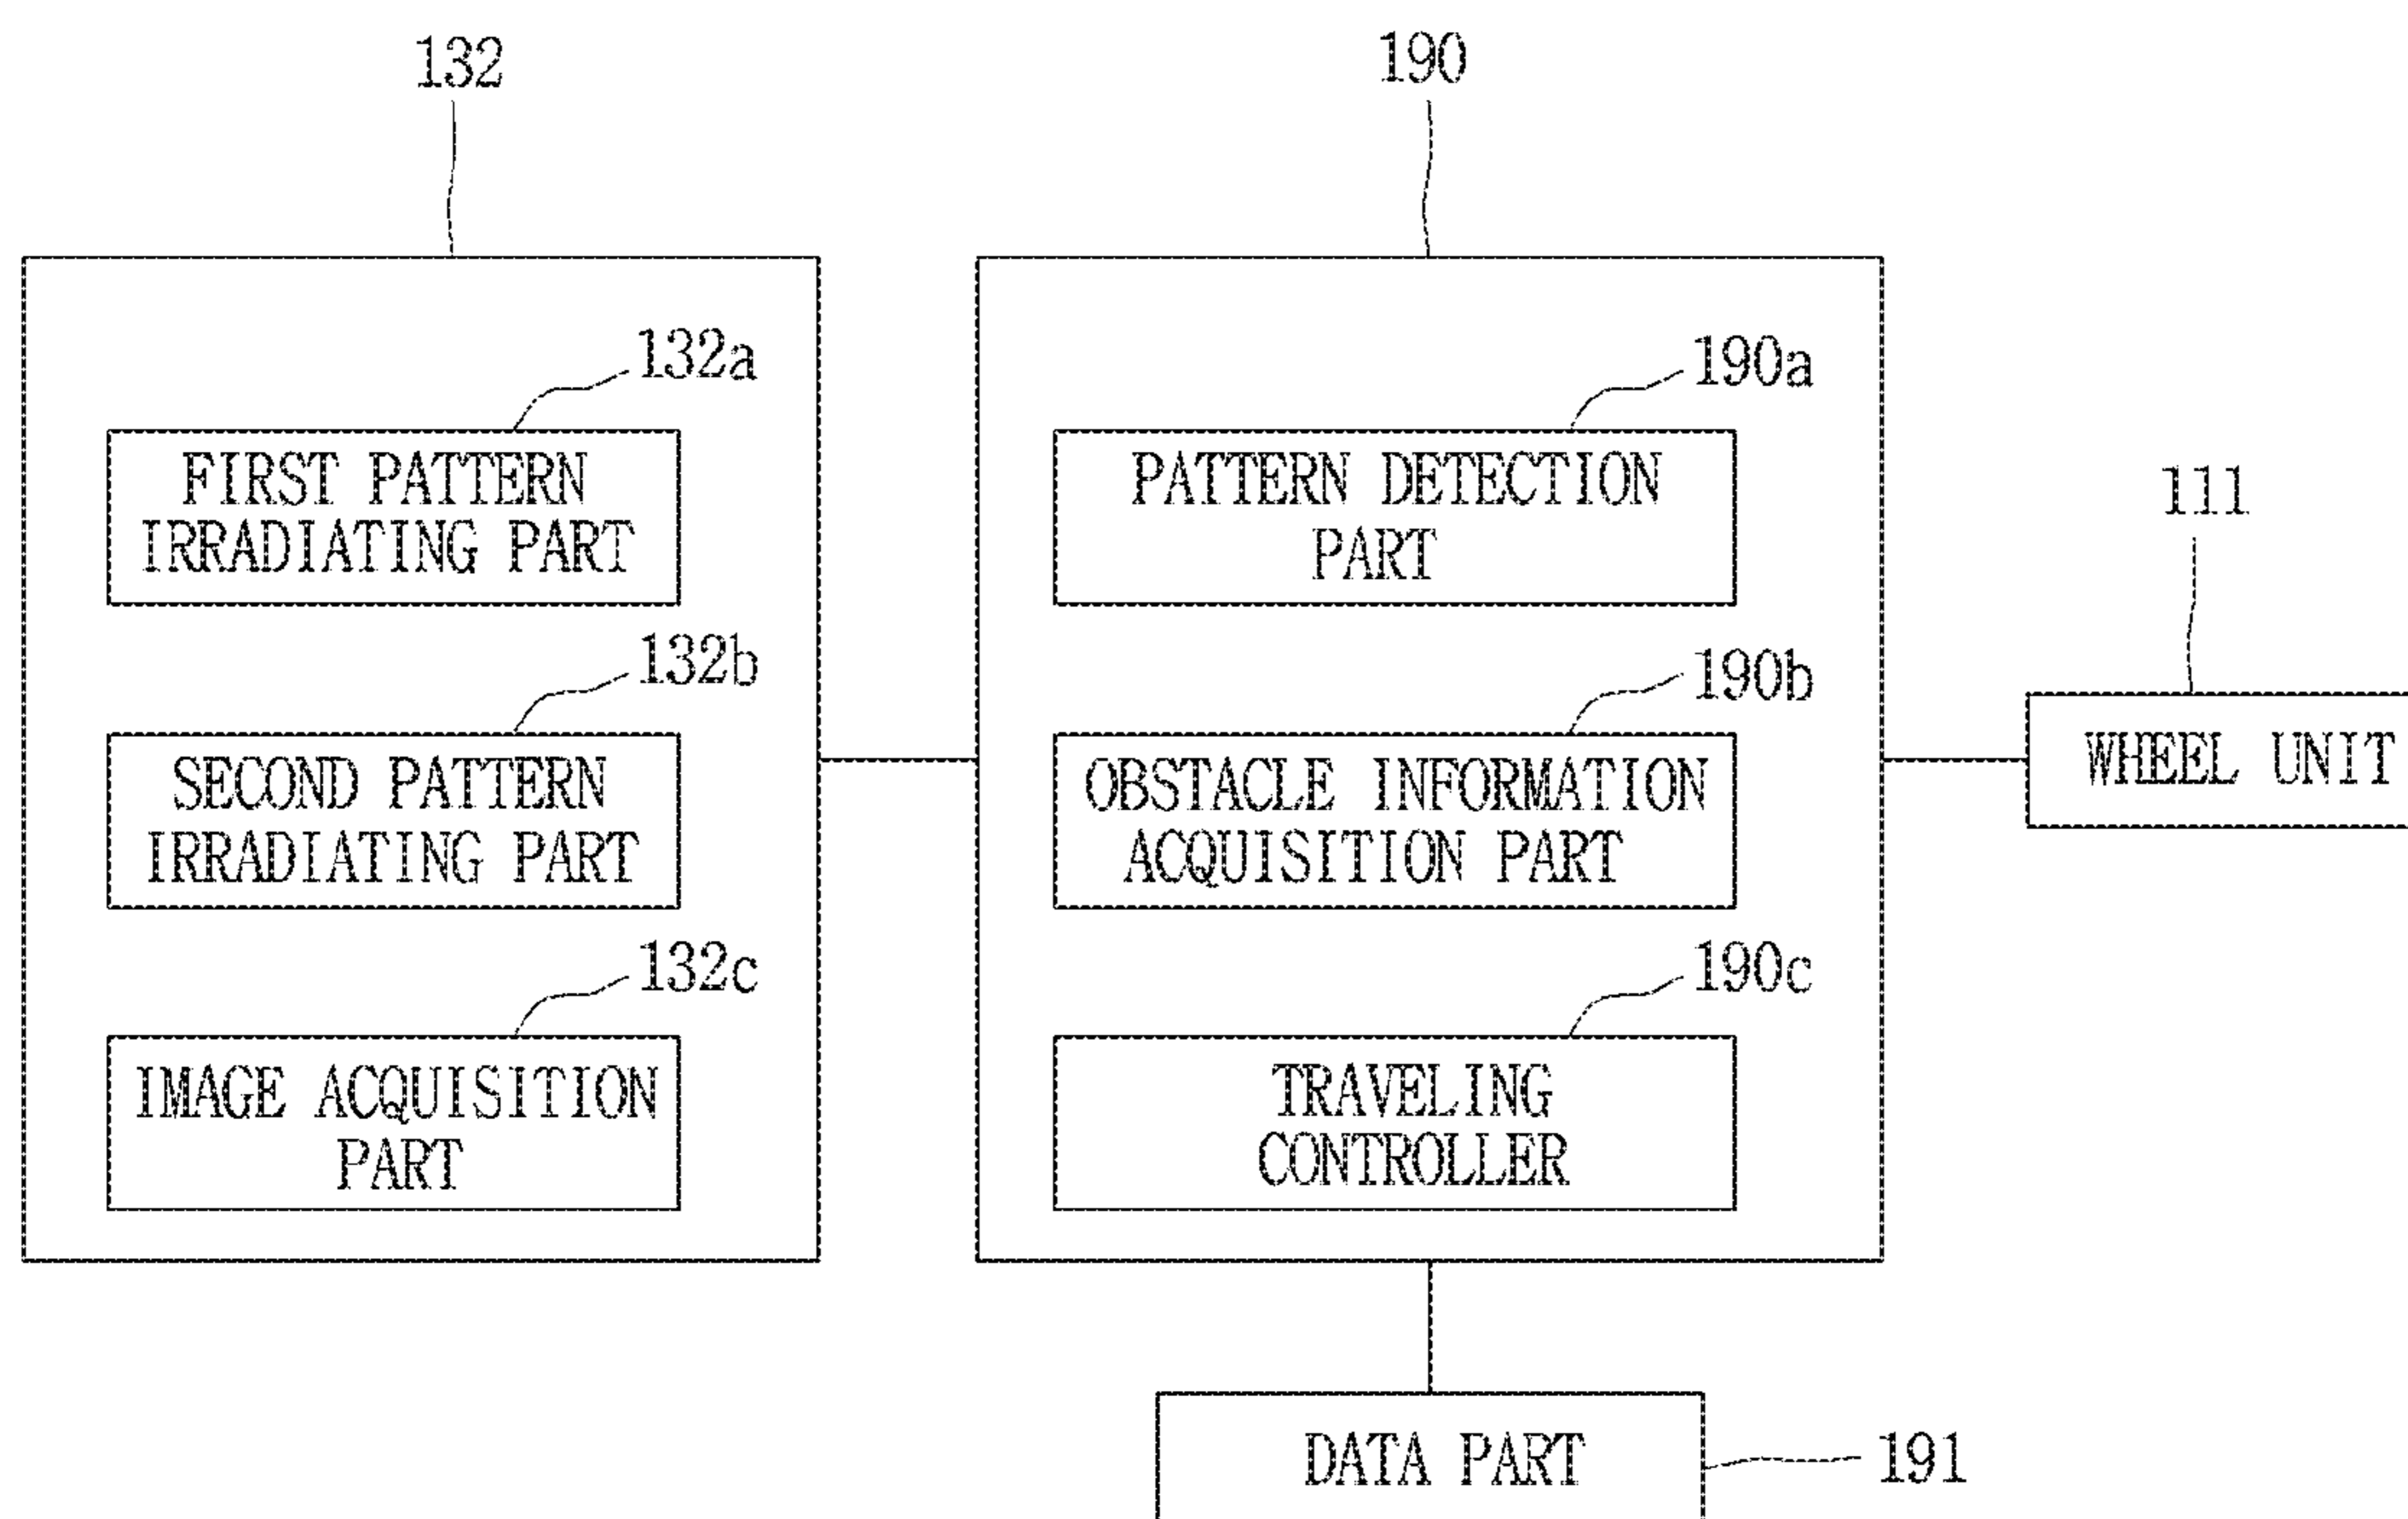 132
190
132a
FIRST PATTERN
IRRADIATING PART
132b
SECOND PATTERN
IRRADIATING PART
132c
IMAGE ACQUISITION
PART
190a
PATTERN DETECTION
PART
190b
OBSTACLE INFORMATION
ACQUISITION PART
190c
TRAVELING
CONTROLLER
111
WHEEL UNIT
DATA PART
191